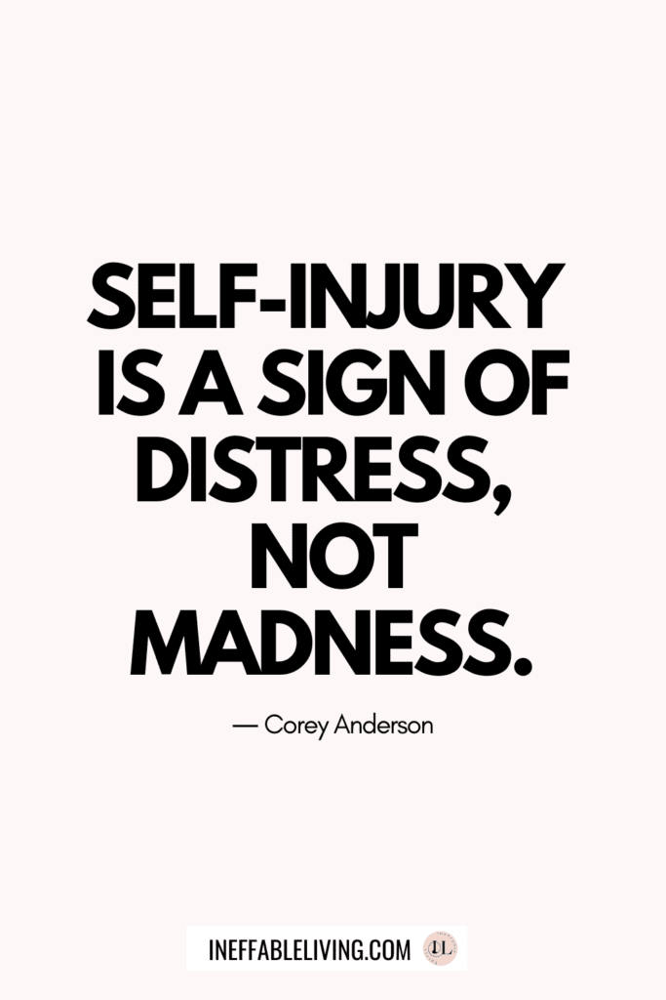 SELF-INJURY
IS A SIGN OF
DISTRESS,
NOT
MADNESS.
— Corey Anderson
INEFFABLELIVING.COM